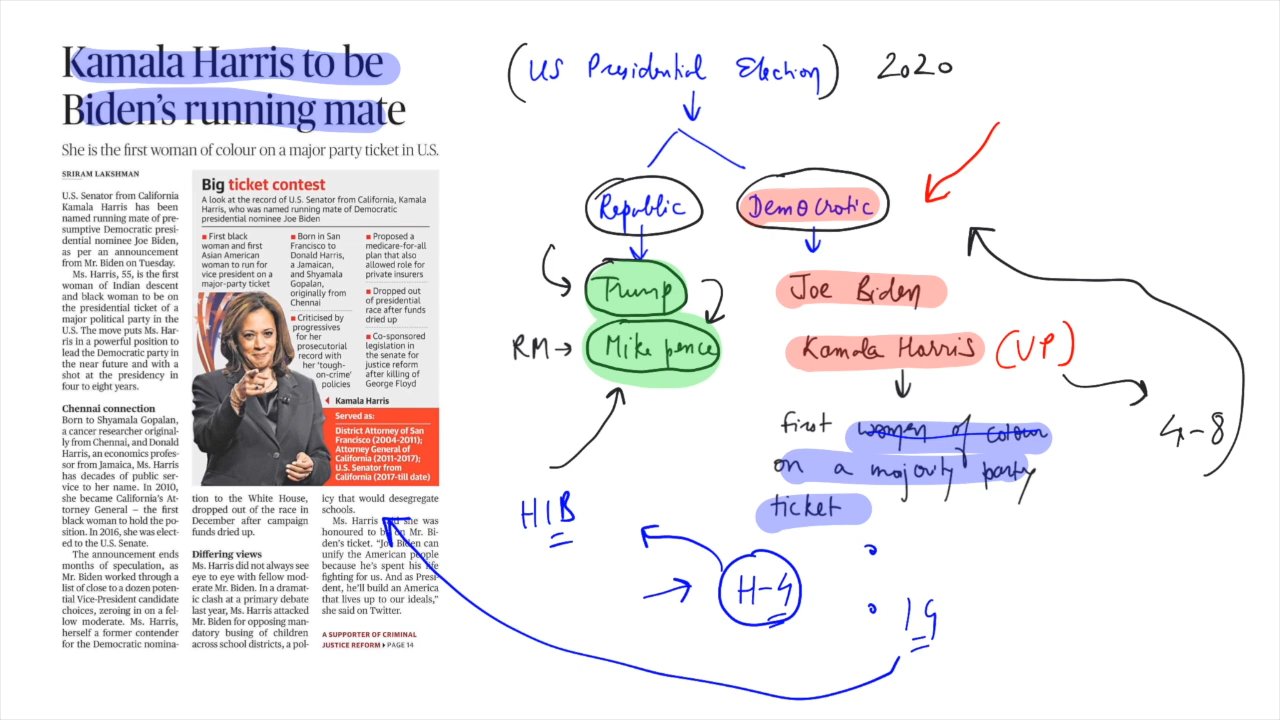 Kamala Harris to be
Biden's running mate
She is the first woman of colour on a major party ticket in U.S.
SRIRAM LAKSHMAN
U.S. Senator from California
Kamala Harris has been
named running mate of pre-
sumptive Democratic presi-
dential nominee Joe Biden,
as per an announcement
from Mr. Biden on Tuesday.
Ms. Harris, 55, is the first
woman of Indian descent
and black woman to be on
the presidential ticket of a
major political party in the
U.S. The move puts Ms. Har-
ris in a powerful position to
lead the Democratic party in
the near future and with a
shot at the presidency in
four to eight years.
Chennai connection
Born to Shyamala Gopalan,
a cancer researcher original-
ly from Chennai, and Donald
Harris, an economics profes-
sor from Jamaica, Ms. Harris
has decades of public ser-
vice to her name. In 2010,
she became California's At-
torney General – the first
black woman to hold the po-
sition. In 2016, she was elect-
ed to the U.S. Senate.
The announcement ends
months of speculation, as
Mr. Biden worked through a
list of close to a dozen poten-
tial Vice-President candidate
choices, zeroing in on a fel-
low moderate. Ms. Harris,
herself a former contender
for the Democratic nomina-
Big ticket contest
A look at the record of U.S. Senator from California, Kamala
Harris, who was named running mate of Democratic
presidential nominee Joe Biden
First black
woman and first
Asian American
woman to run for
vice president on a
major-party ticket
Born in San
Francisco to
Donald Harris,
a Jamaican,
and Shyamala
Gopalan,
originally from
Chennai
Criticised by
progressives
for her
prosecutorial
record with
her 'tough-
on-crime'
policies
Proposed a
medicare-for-all
plan that also
allowed role for
private insurers
Dropped out
of presidential
race after funds
dried up
Co-sponsored
legislation in
the senate for
justice reform
after killing of
George Floyd
Kamala Harris
Served as:
District Attorney of San
Francisco (2004-2011);
Attorney General of
California (2011-2017);
U.S. Senator from
California (2017-till date)
tion to the White House,
dropped out of the race in
December after campaign
funds dried up.
Differing views
Ms. Harris did not always see
eye to eye with fellow mod-
erate Mr. Biden. In a dramat-
ic clash at a primary debate
last year, Ms. Harris attacked
Mr. Biden for opposing man-
datory busing of children
across school districts, a pol-
icy that would desegregate
schools.
Ms. Harris said she was
honoured to be on Mr. Bi-
den's ticket. "Joe Biden can
unify the American people
because he's spent his life
fighting for us. And as Presi-
dent, he'll build an America
that lives up to our ideals,"
she said on Twitter.
A SUPPORTER OF CRIMINAL
JUSTICE REFORM PAGE 14
(US Presidential Election) 2020
Republic
Democratic
Trump
Joe Biden
RM → Mike pence
Kamala Harris (VP)
4-8
first women of colour
on a majority party
ticket
H1B
H-4